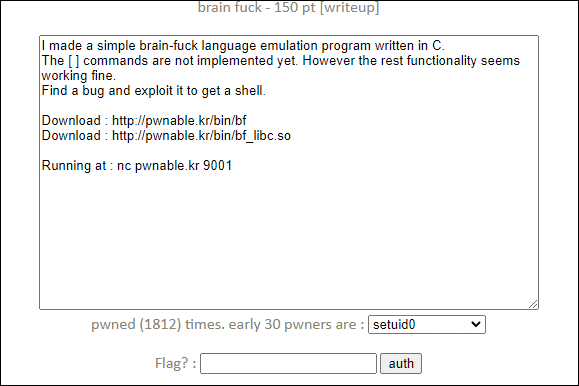 brain fuck - 150 pt [writeup]
I made a simple brain-fuck language emulation program written in C.
The [ ] commands are not implemented yet. However the rest functionality seems
working fine.
Find a bug and exploit it to get a shell.
Download : http://pwnable.kr/bin/bf
Download : http://pwnable.kr/bin/bf_libc.so
Running at : nc pwnable.kr 9001
pwned (1812) times. early 30 pwners are : setuid0
Flag? : auth